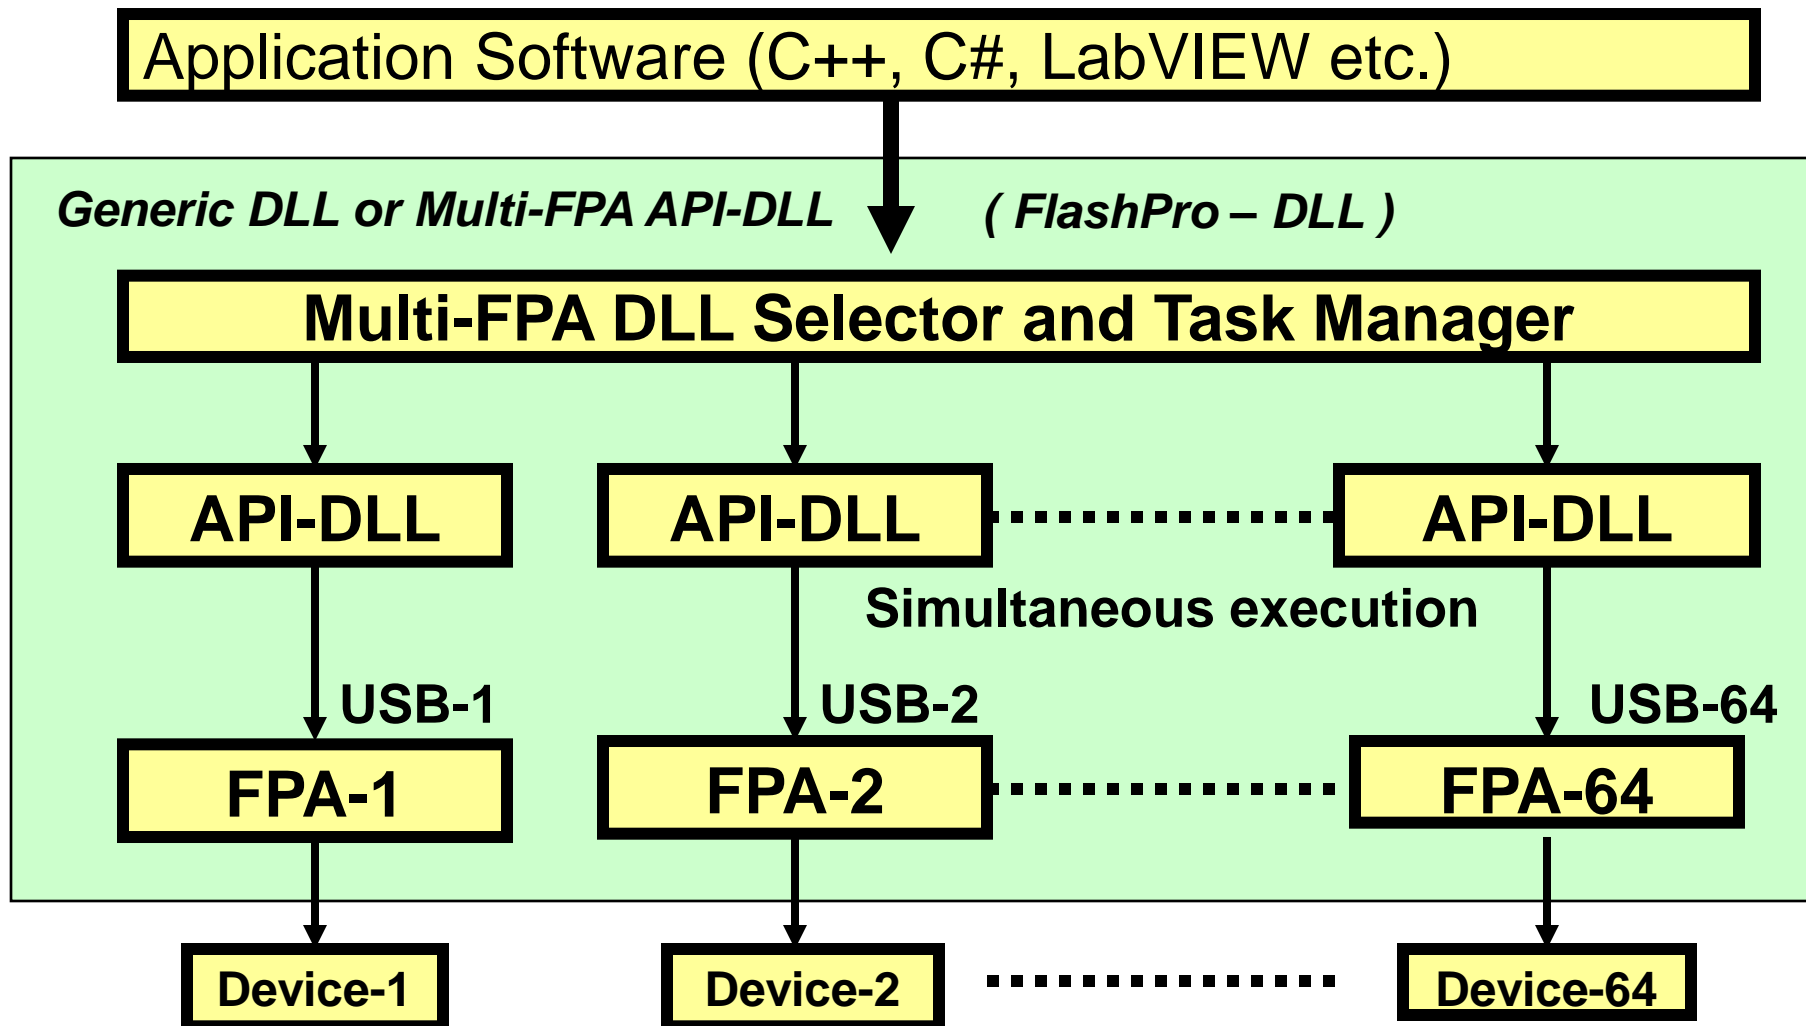 Application Software (C++, C#, LabVIEW etc.)
Generic DLL or Multi-FPA API-DLL ( FlashPro – DLL )
Multi-FPA DLL Selector and Task Manager
API-DLL API-DLL API-DLL
Simultaneous execution
USB-1 USB-2 USB-64
FPA-1 FPA-2 FPA-64
Device-1 Device-2 Device-64